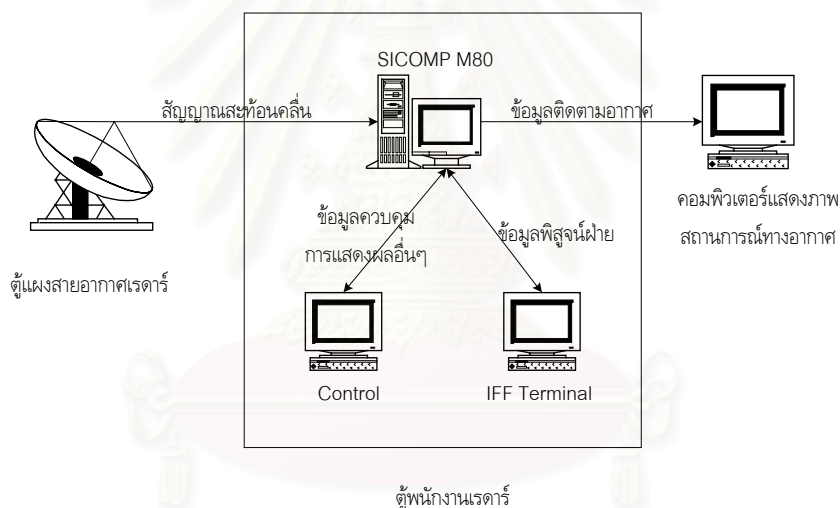 SICOMP M80
สัญญาณสะท้อนคลื่น
ข้อมูลติดตามอากาศ
คอมพิวเตอร์แสดงภาพ
สถานการณ์ทางอากาศ
ข้อมูลควบคุม
การแสดงผลอื่นๆ
ข้อมูลพิสูจน์ฝ่าย
ตู้แผงสายอากาศเรดาร์
Control
IFF Terminal
ตู้พนักงานเรดาร์